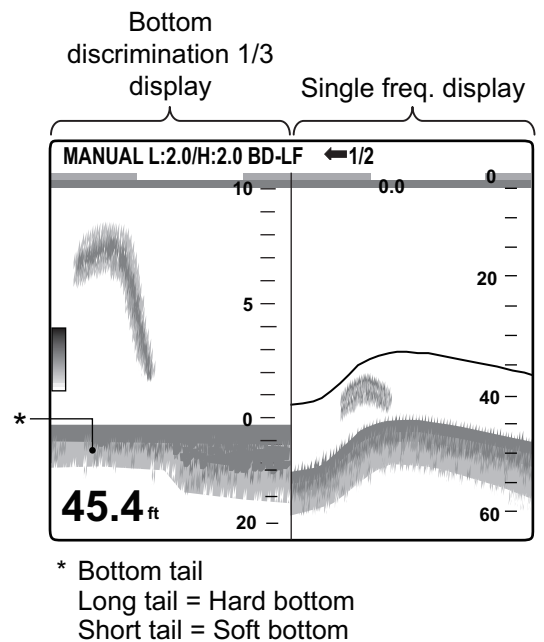 Bottom
discrimination 1/3
display
Single freq. display
MANUAL L:2.0/H:2.0 BD-LF ⬅1/2
10
5
0
20
45.4 ft
0.0
0
20
40
60
*
* Bottom tail
Long tail = Hard bottom
Short tail = Soft bottom